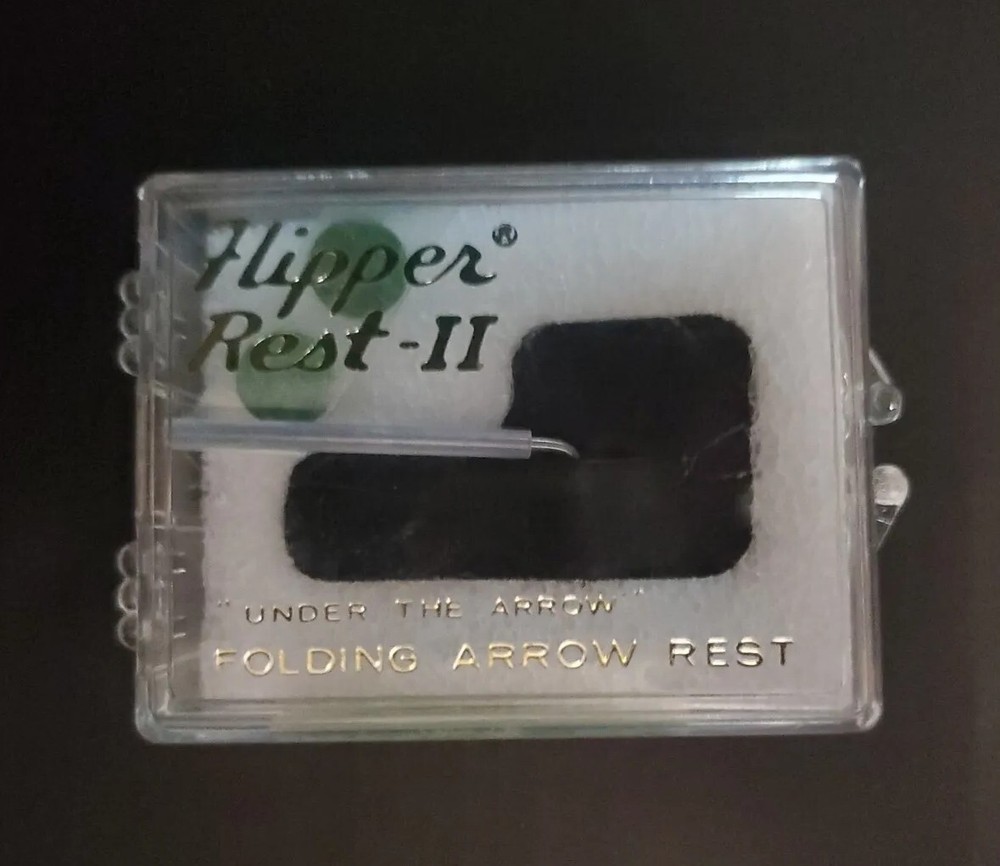 Flipper®
Rest-II
"UNDER THE ARROW"
FOLDING ARROW REST